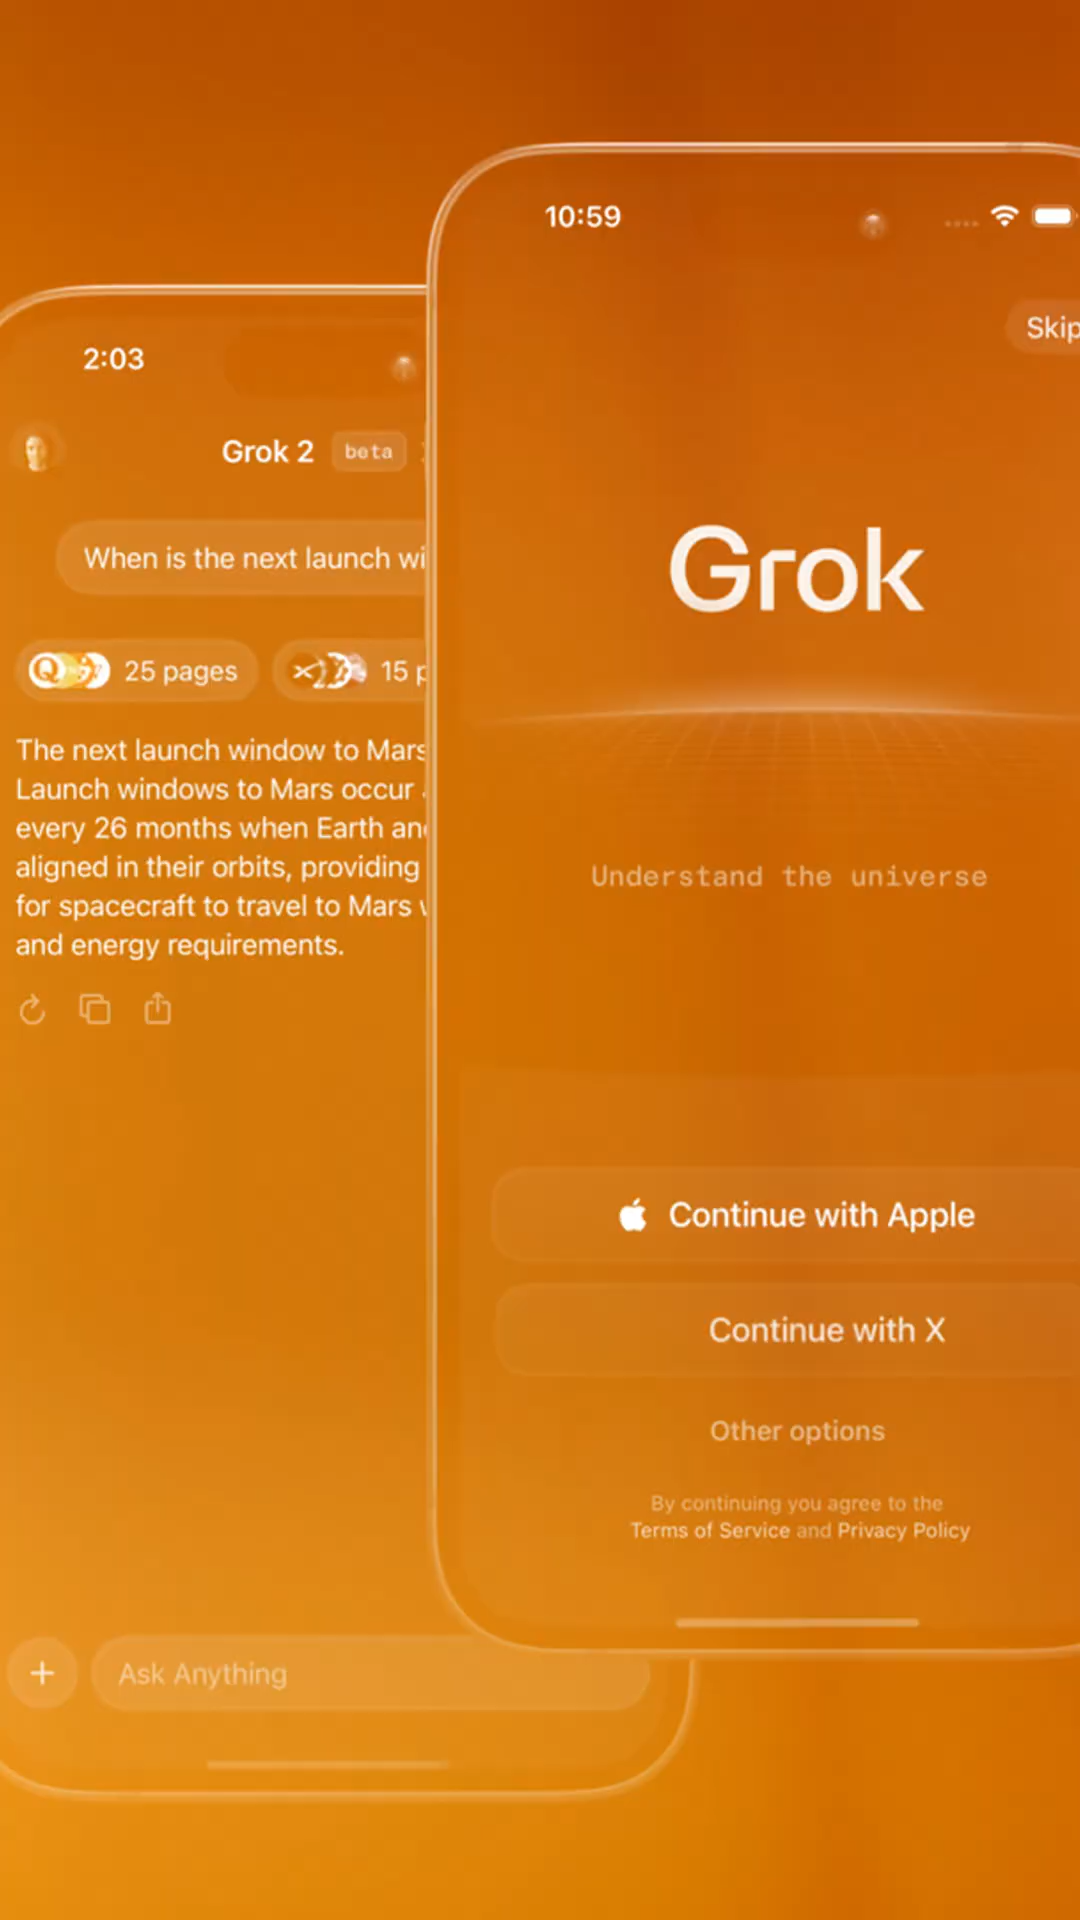 2:03
Grok 2 beta
When is the next launch
25 pages
15
The next launch window to Mars
Launch windows to Mars occur
every 26 months when Earth
aligned in their orbits, providing
for spacecraft to travel to Mars
and energy requirements.
Ask Anything
10:59
Skip
Grok
Understand the universe
Continue with Apple
Continue with X
Other options
By continuing you agree to the
Terms of Service and Privacy Policy